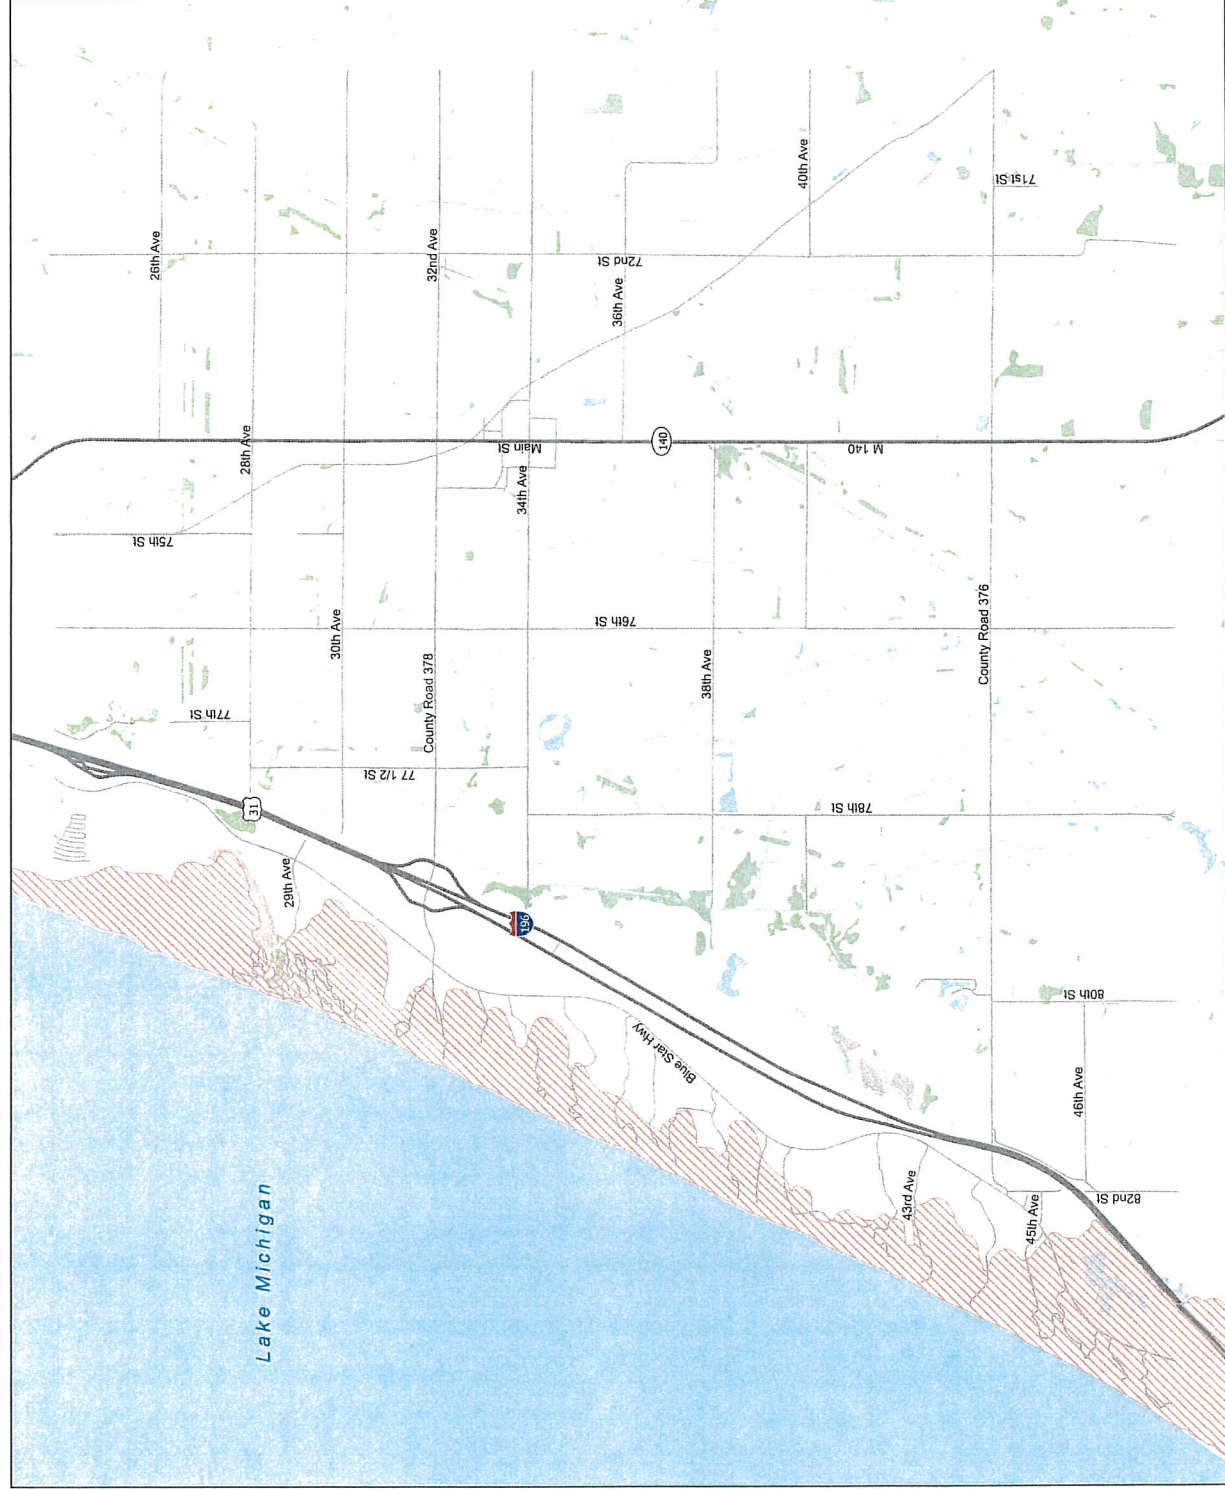 26th Ave
32nd Ave
40th Ave
71st St
72nd St
36th Ave
28th Ave
Main St
34th Ave
140
M 140
75th St
30th Ave
76th St
County Road 376
County Road 378
38th Ave
77th St
77 1/2 St
78th St
31
29th Ave
196
80th St
Blue Star Hwy
46th Ave
43rd Ave
45th Ave
82nd St
Lake Michigan